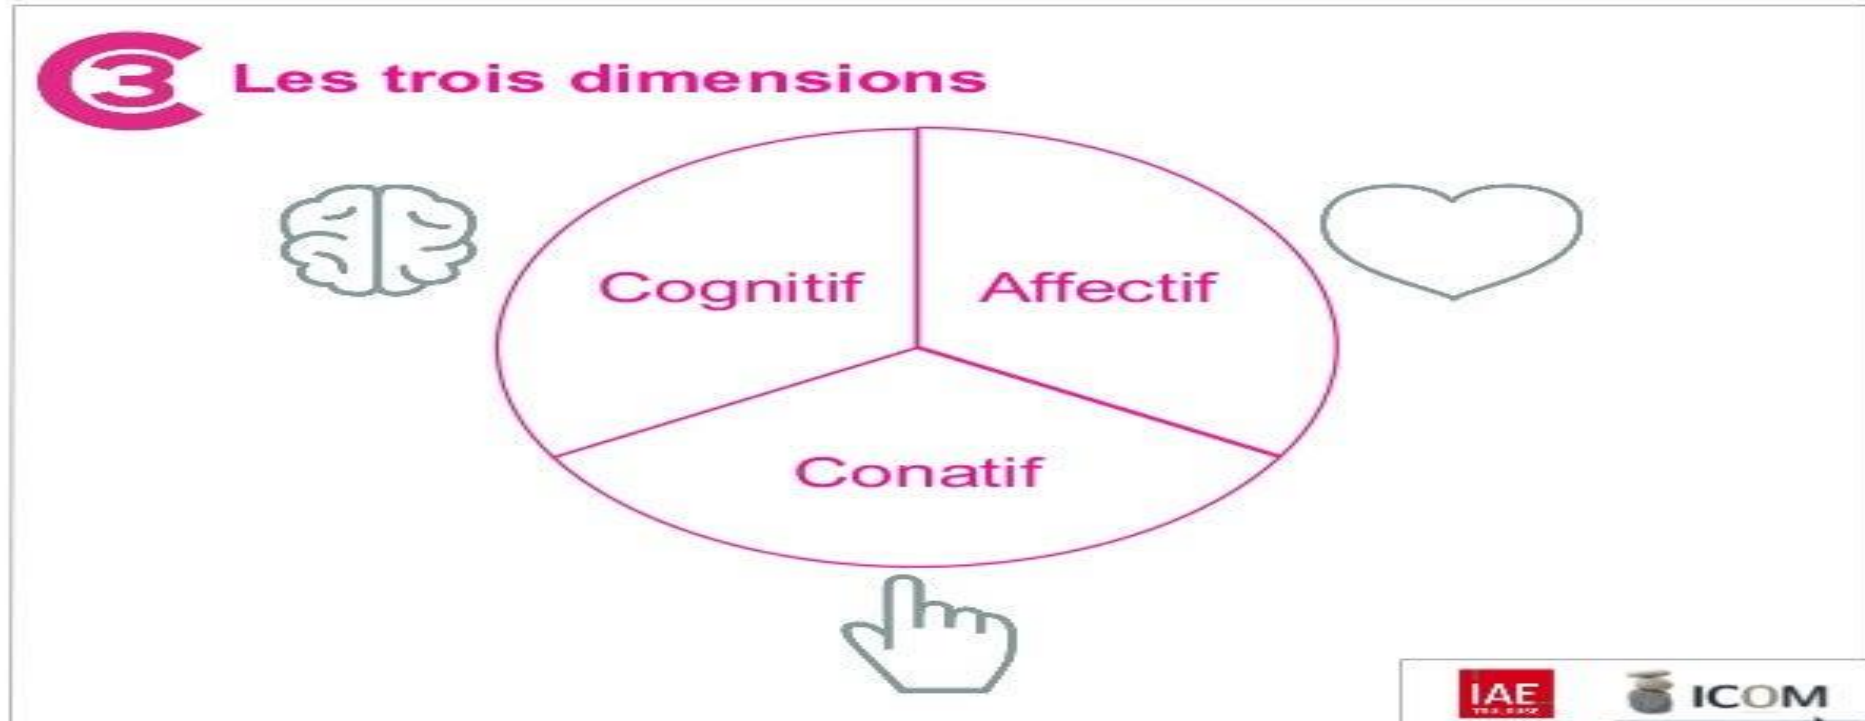 3 Les trois dimensions
Cognitif
Affectif
Conatif
IAE
ICOM